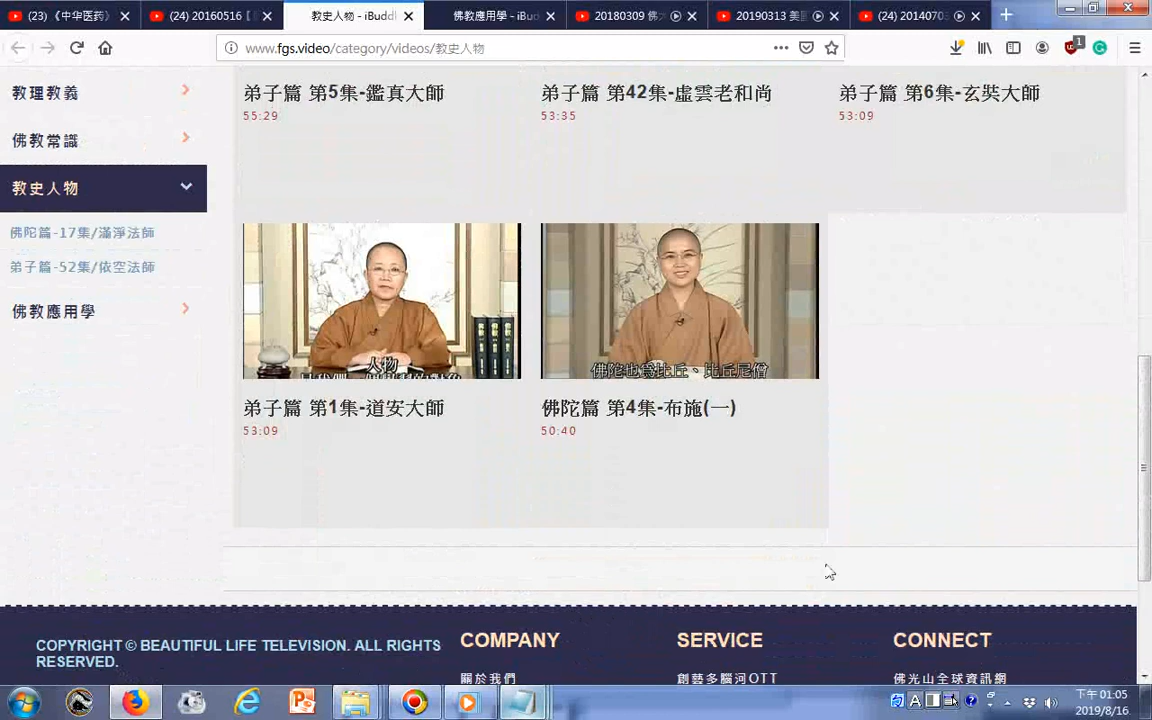 (23)《中华医药》
(24) 20160516【
教史人物 - iBuddl
佛教應用學 - iBud
20180309 佛
20190313 美國
(24) 2014070
www.fgs.video/category/videos/教史人物
1
教理教義
佛教常識
教史人物
佛陀篇-17集/滿淨法師
弟子篇-52集/依空法師
佛教應用學
弟子篇 第5集-鑑真大師
55:29
弟子篇 第42集-虛雲老和尚
53:35
弟子篇 第6集-玄奘大師
53:09
人物
佛陀也為比丘、比丘尼僧
弟子篇 第1集-道安大師
53:09
佛陀篇 第4集-布施(一)
50:40
COPYRIGHT © BEAUTIFUL LIFE TELEVISION. ALL RIGHTS
RESERVED.
COMPANY
關於我們
SERVICE
創藝多腦河OTT
CONNECT
佛光山全球資訊網
下午 01:05
2019/8/16